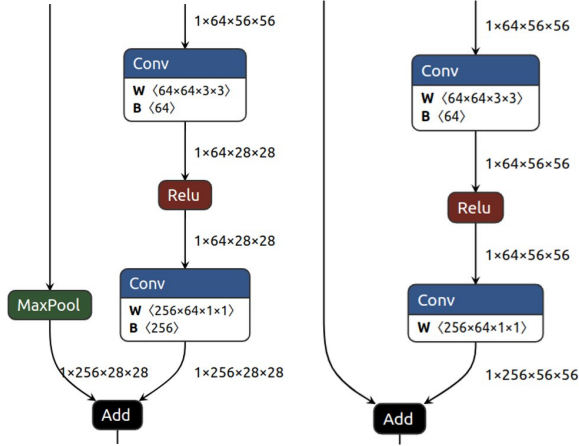 1×64×56×56
Conv
W ⟨64×64×3×3⟩
B ⟨64⟩
1×64×28×28
Relu
1×64×28×28
Conv
W ⟨256×64×1×1⟩
B ⟨256⟩
MaxPool
1×256×28×28
1×256×28×28
Add
1×64×56×56
Conv
W ⟨64×64×3×3⟩
B ⟨64⟩
1×64×56×56
Relu
1×64×56×56
Conv
W ⟨256×64×1×1⟩
1×256×56×56
Add